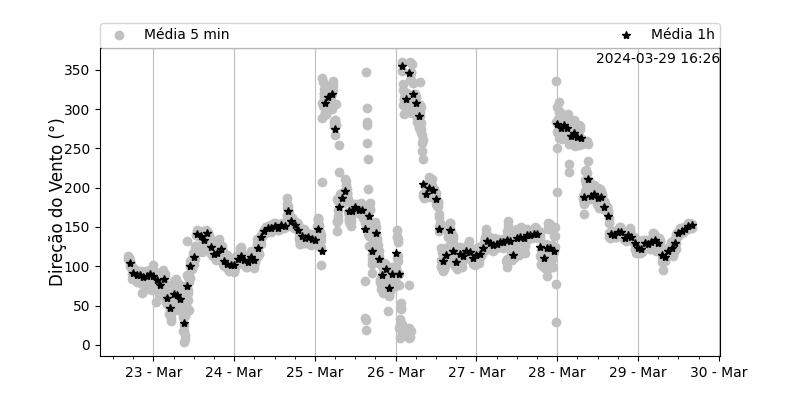 Média 5 min
Média 1h
2024-03-29 16:26
Direção do Vento (°)
350
300
250
200
150
100
50
0
23 - Mar
24 - Mar
25 - Mar
26 - Mar
27 - Mar
28 - Mar
29 - Mar
30 - Mar